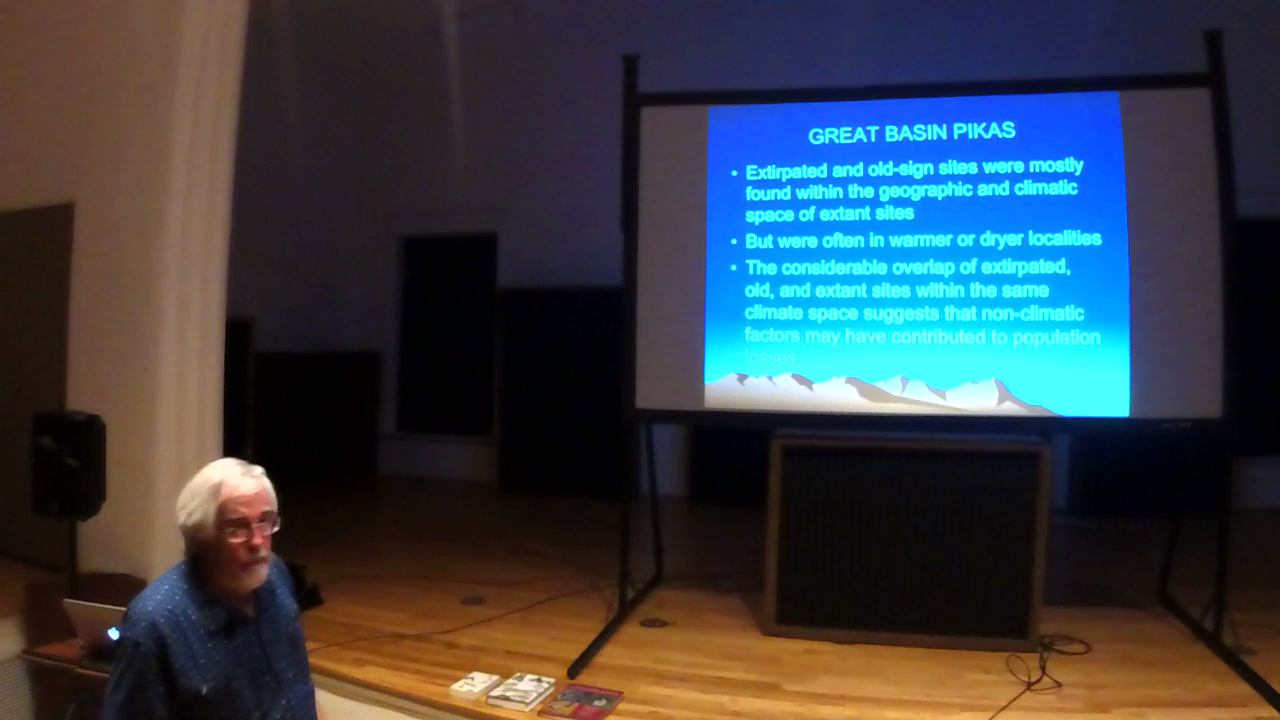 GREAT BASIN PIKAS
• Extirpated and old-sign sites were mostly
found within the geographic and climatic
space of extant sites
• But were often in warmer or dryer localities
• The considerable overlap of extirpated,
old, and extant sites within the same
climate space suggests that non-climatic
factors may have contributed to population
losses